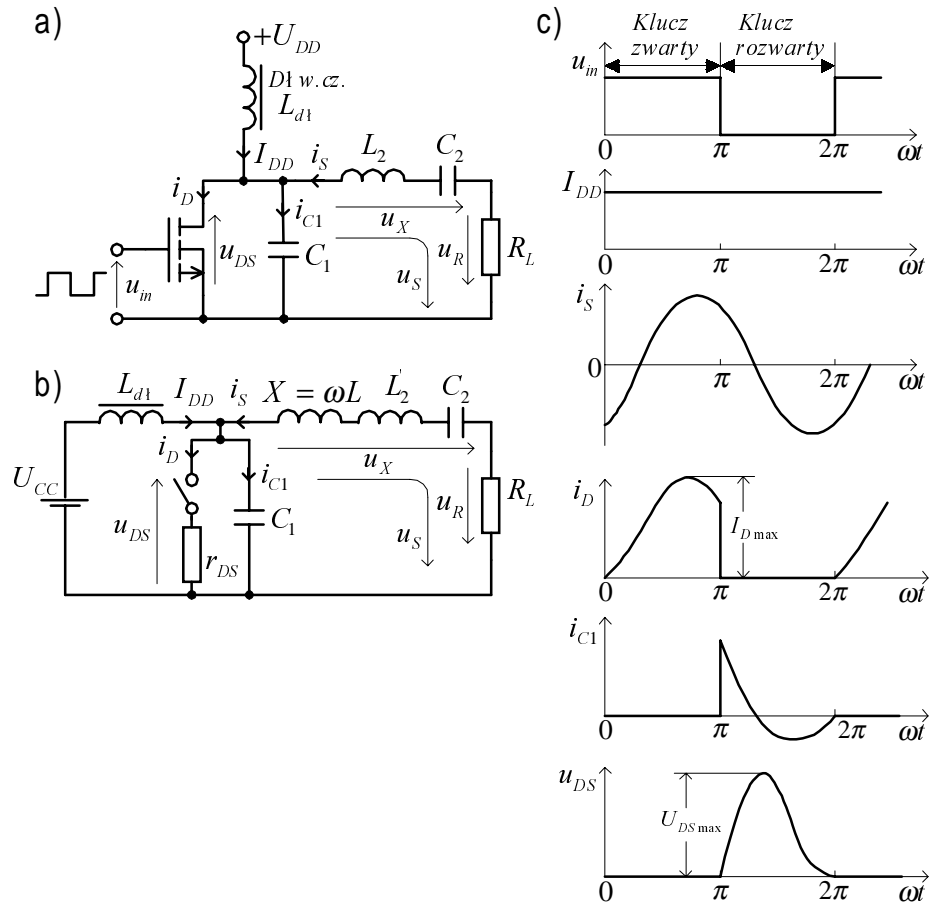 a)
+U_DD
Dł w.cz.
L_dł
I_DD
i_S
L_2
C_2
i_D
i_C1
u_X
u_DS
C_1
u_S
u_R
R_L
u_in
b)
L_dł
I_DD
i_S
X = ωL
L'_2
C_2
i_D
i_C1
u_X
U_CC
u_DS
r_DS
C_1
u_S
u_R
R_L
c)
Klucz zwarty
Klucz rozwarty
u_in
0
π
2π
ωt
I_DD
0
π
2π
ωt
i_S
0
π
2π
ωt
i_D
I_D max
0
π
2π
ωt
i_C1
0
π
2π
ωt
u_DS
U_DS max
0
π
2π
ωt